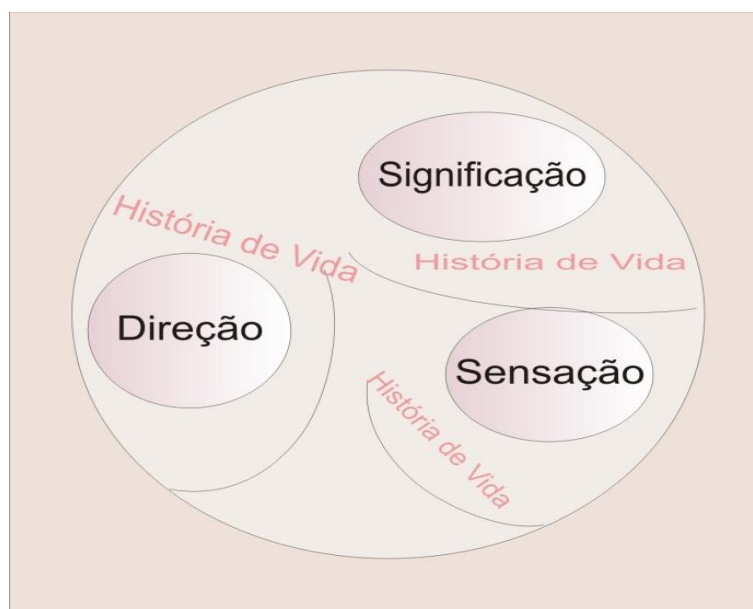 Significação
História de Vida
História de Vida
Direção
Sensação
História de Vida